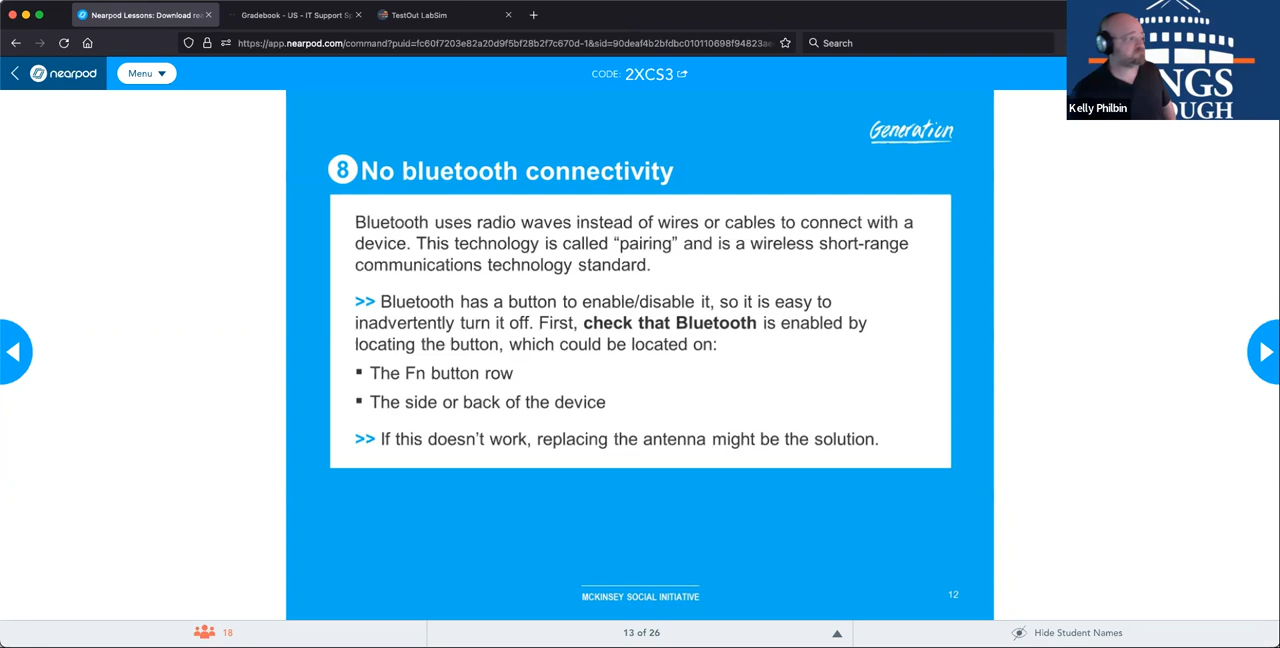 Nearpod Lessons: Download rea
Gradebook - US - IT Support Sp
TestOut LabSim
https://app.nearpod.com/command?puid=fc60f7203e82a20d9f5bf28b2f7c670d-1&sid=90deaf4b2bfdbc010110698f94823a
Search
nearpod
Menu
CODE: 2XCS3
NGS
OUGH
Kelly Philbin
Generation
8 No bluetooth connectivity
Bluetooth uses radio waves instead of wires or cables to connect with a
device. This technology is called “pairing” and is a wireless short-range
communications technology standard.
>> Bluetooth has a button to enable/disable it, so it is easy to
inadvertently turn it off. First, check that Bluetooth is enabled by
locating the button, which could be located on:
▪ The Fn button row
▪ The side or back of the device
>> If this doesn’t work, replacing the antenna might be the solution.
MCKINSEY SOCIAL INITIATIVE
12
18
13 of 26
Hide Student Names